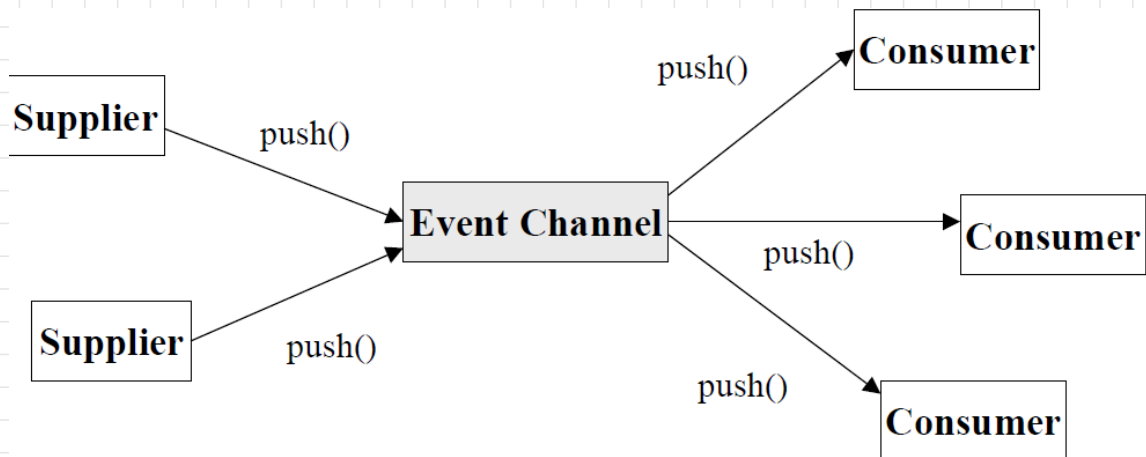 Consumer
push()
Supplier
push()
Event Channel
Consumer
push()
Supplier
push()
push()
Consumer